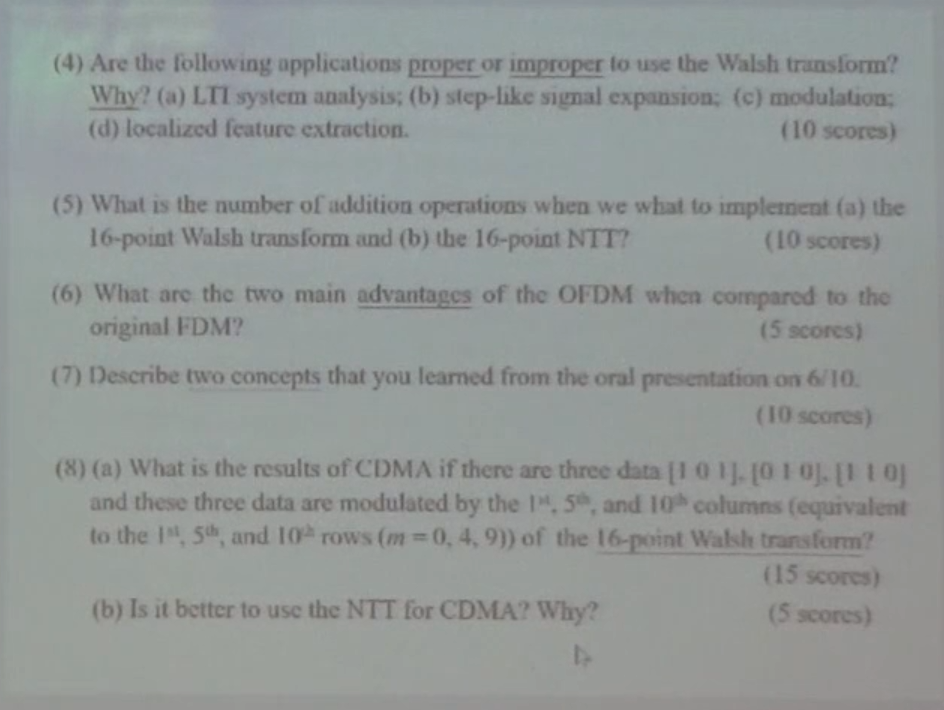 (4) Are the following applications proper or improper to use the Walsh transform?
Why? (a) LTI system analysis; (b) step-like signal expansion; (c) modulation;
(d) localized feature extraction. (10 scores)
(5) What is the number of addition operations when we what to implement (a) the
16-point Walsh transform and (b) the 16-point NTT? (10 scores)
(6) What are the two main advantages of the OFDM when compared to the
original FDM? (5 scores)
(7) Describe two concepts that you learned from the oral presentation on 6/10.
(10 scores)
(8) (a) What is the results of CDMA if there are three data [1 0 1], [0 1 0], [1 1 0]
and these three data are modulated by the 1st, 5th, and 10th columns (equivalent
to the 1st, 5th, and 10th rows (m = 0, 4, 9)) of the 16-point Walsh transform?
(15 scores)
(b) Is it better to use the NTT for CDMA? Why? (5 scores)